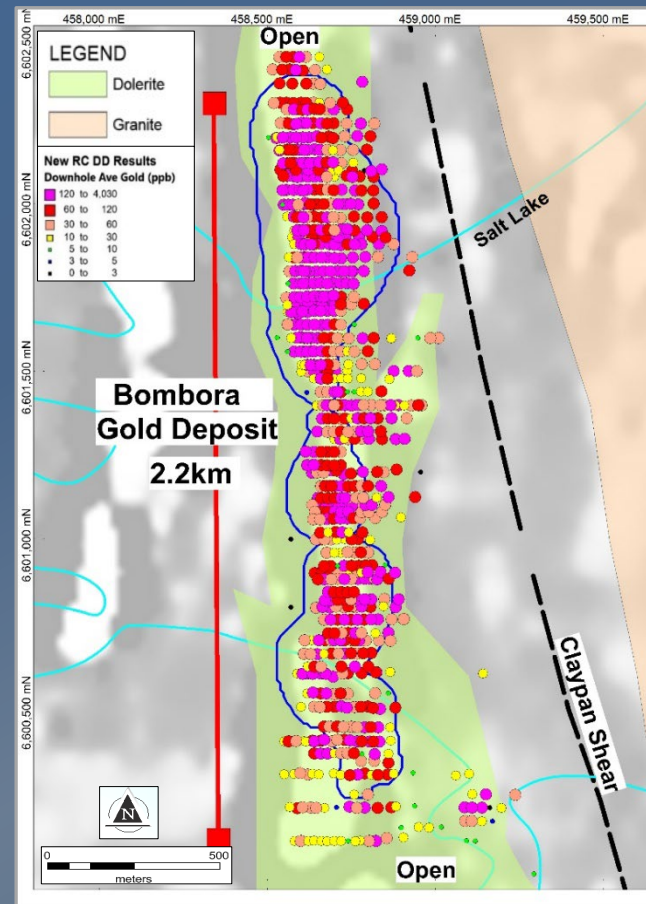 458,000 mE
458,500 mE
459,000 mE
459,500 mE
6,602,500 mN
Open
LEGEND
Dolerite
Granite
New RC DD Results
Downhole Ave Gold (ppb)
120 to 4,030
60 to 120
30 to 60
10 to 30
5 to 10
3 to 5
0 to 3
6,602,000 mN
Salt Lake
6,601,500 mN
Bombora
Gold Deposit
2.2km
6,601,000 mN
Claypan Shear
6,600,500 mN
N
0
500
meters
Open